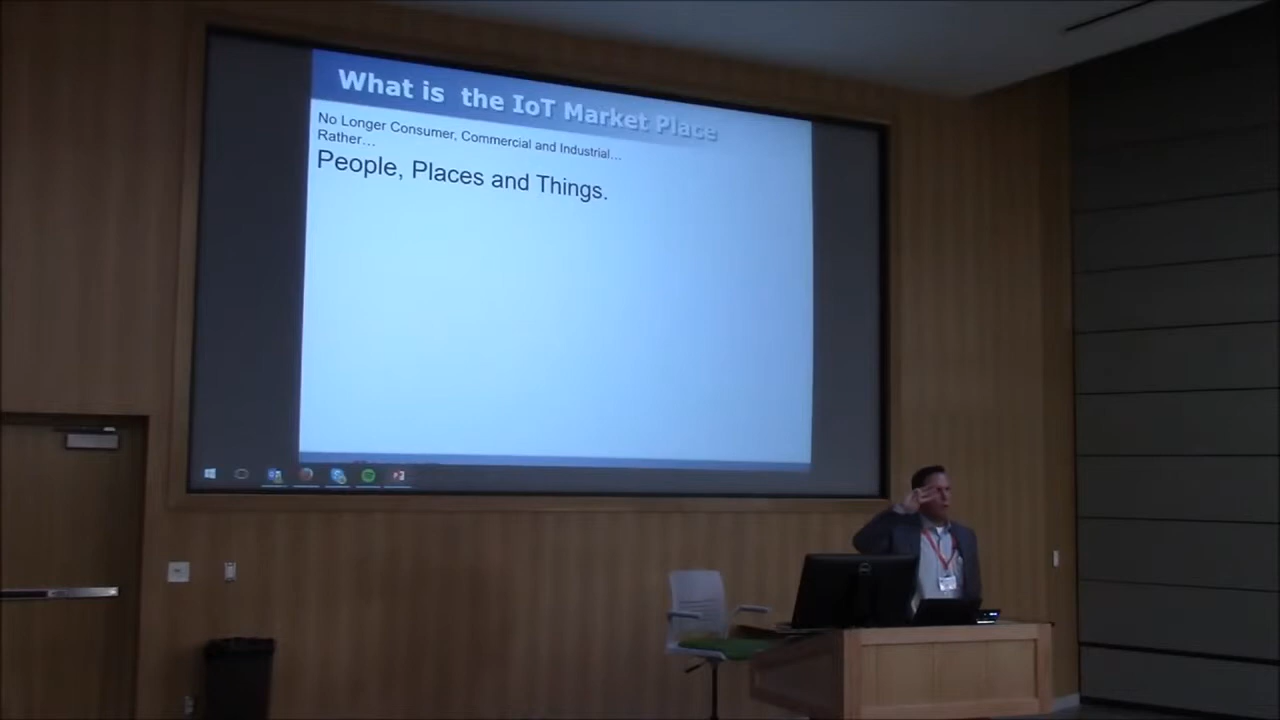 What is the IoT Market Place
No Longer Consumer, Commercial and Industrial...
Rather...
People, Places and Things.